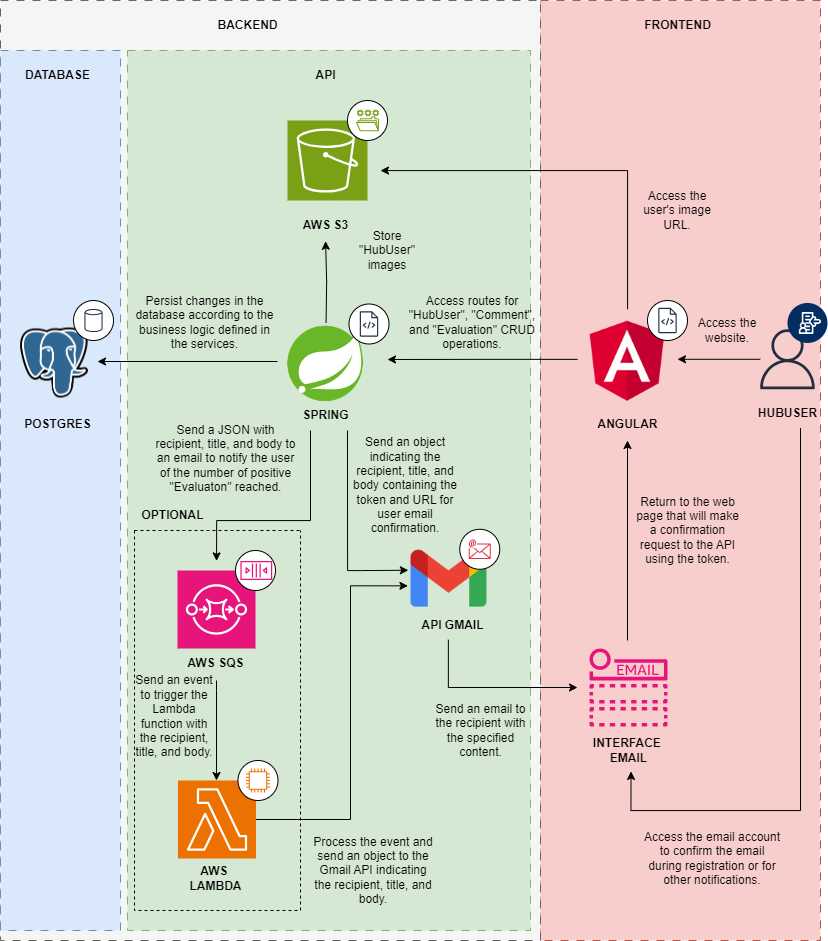 BACKEND
FRONTEND
DATABASE
API
AWS S3
Access the
user's image
URL.
Store
"HubUser"
images
Persist changes in the
database according to the
business logic defined in
the services.
Access routes for
"HubUser", "Comment",
and "Evaluation" CRUD
operations.
Access the
website.
POSTGRES
SPRING
ANGULAR
HUBUSER
Send a JSON with
recipient, title, and body to
an email to notify the user
of the number of positive
"Evaluaton" reached.
Send an object
indicating the
recipient, title, and
body containing the
token and URL for
user email
confirmation.
OPTIONAL
Return to the web
page that will make
a confirmation
request to the API
using the token.
API GMAIL
AWS SQS
EMAIL
Send an event
to trigger the
Lambda
function with
the recipient,
title, and body.
Send an email to
the recipient with
the specified
content.
INTERFACE
EMAIL
Process the event and
send an object to the
Gmail API indicating
the recipient, title, and
body.
Access the email account
to confirm the email
during registration or for
other notifications.
AWS
LAMBDA